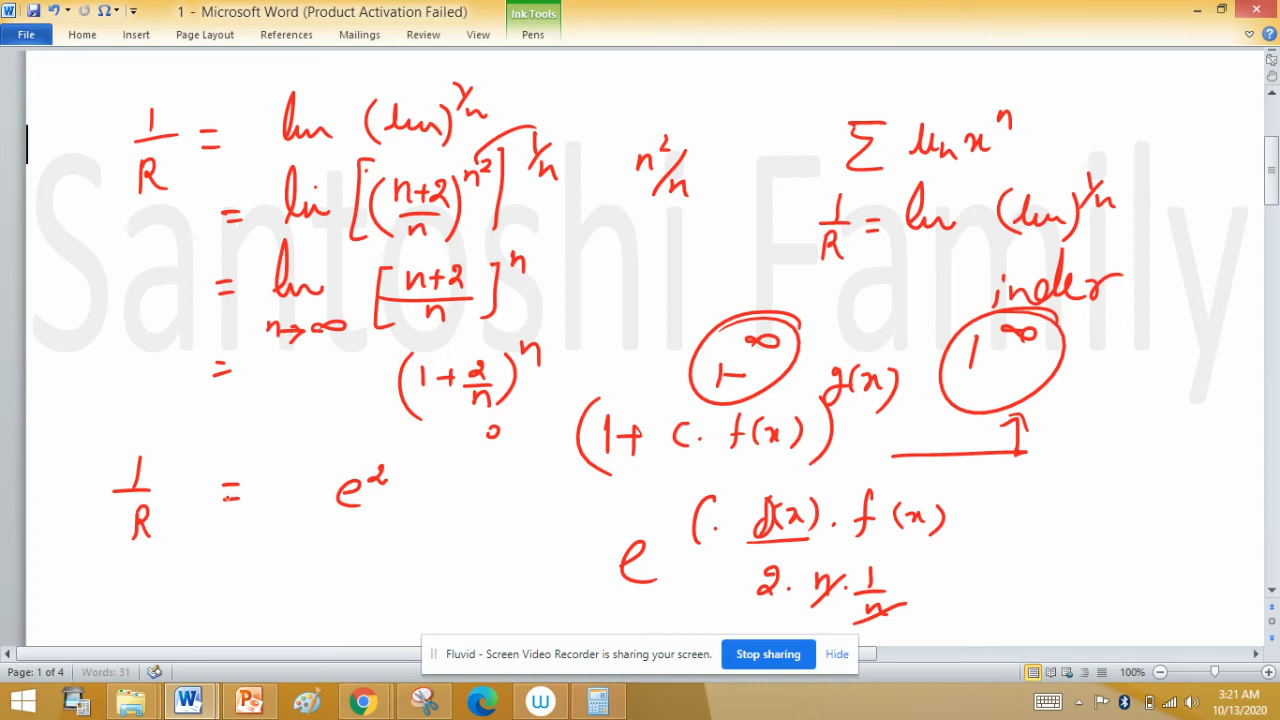 1 - Microsoft Word (Product Activation Failed)
Ink Tools
File Home Insert Page Layout References Mailings Review View Pens
Santoshi Family
1/R = lim (un)^1/n
= lim [((n+2)/n)^n²]^1/n
n²/n
= lim n→∞ [(n+2)/n]^n
= (1 + 2/n)^n
0
1/R = e²
∑ un x^n
1/R = lim (un)^1/n
1^∞
1^∞
(1 + c. f(x))^g(x)
e^(. g(x) . f(x)
2 . n . 1/n
Fluvid - Screen Video Recorder is sharing your screen. Stop sharing Hide
Page: 1 of 4 Words: 31 100%
3:21 AM
10/13/2020